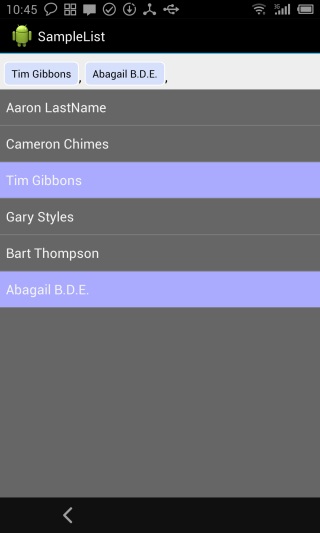 10:45
3G
SampleList
Tim Gibbons, Abagail B.D.E.,
Aaron LastName
Cameron Chimes
Tim Gibbons
Gary Styles
Bart Thompson
Abagail B.D.E.